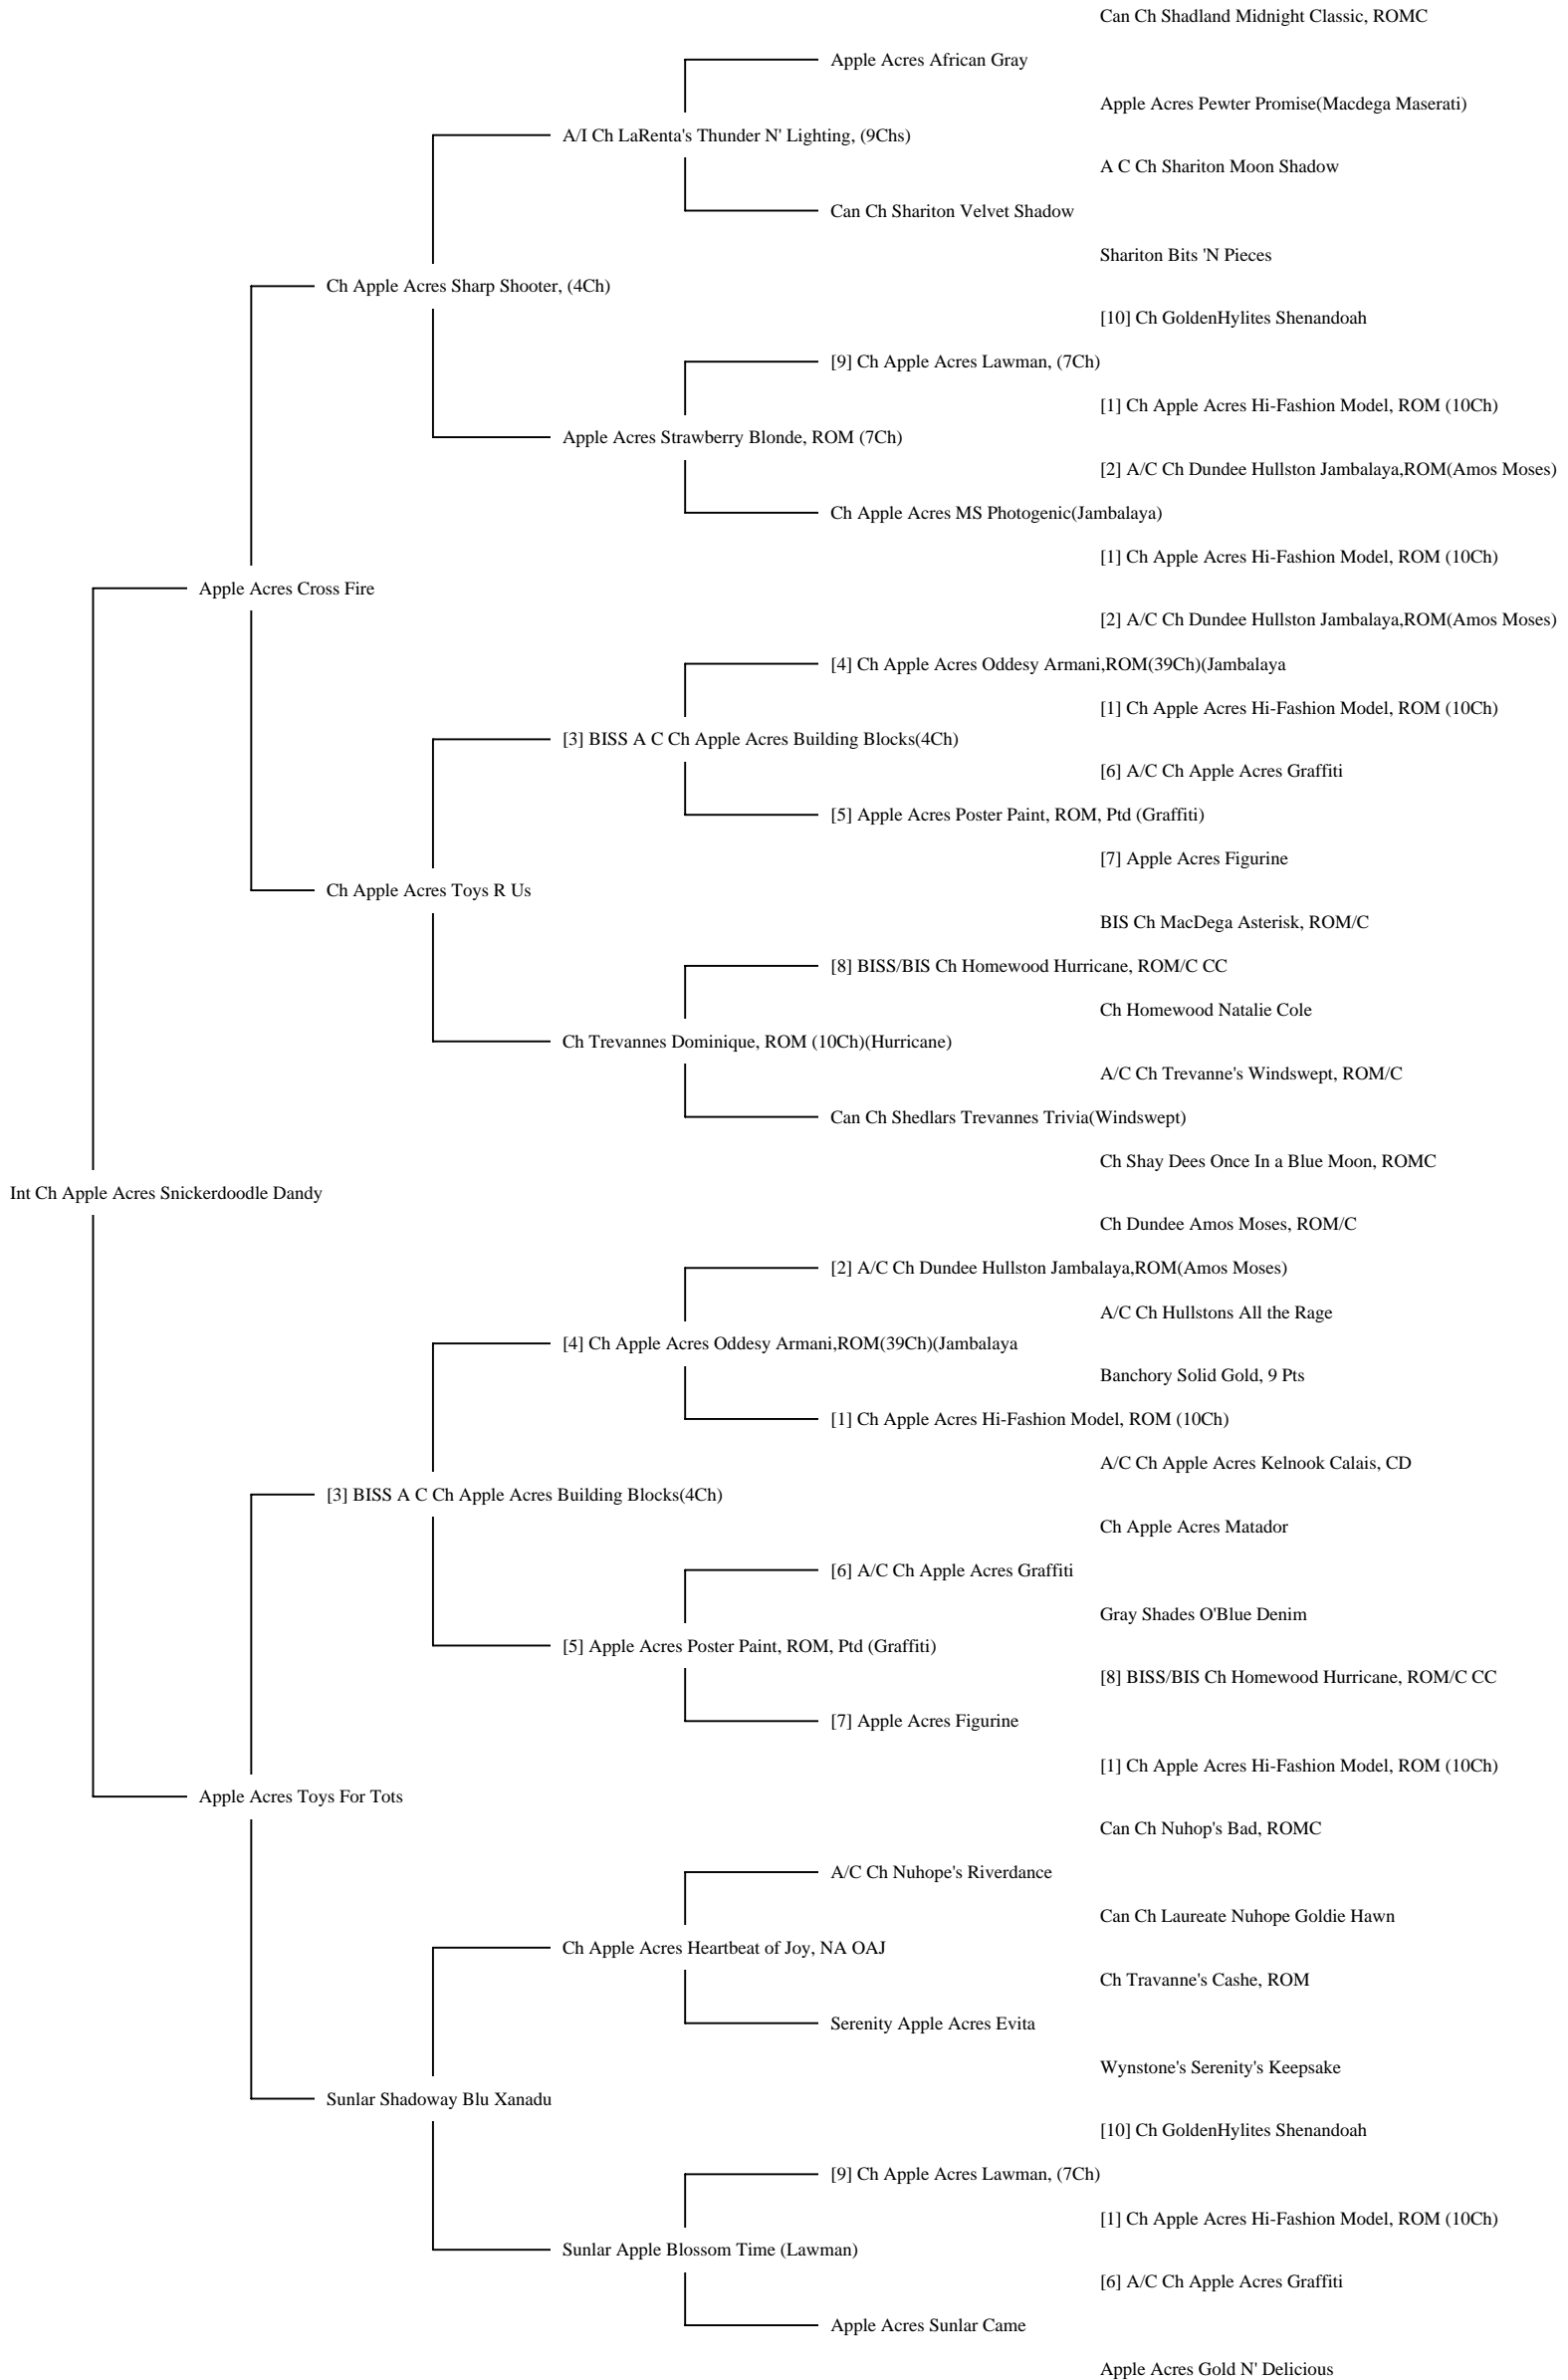 Can Ch Shadland Midnight Classic, ROMC
Apple Acres African Gray
Apple Acres Pewter Promise(Macdega Maserati)
A/I Ch LaRenta's Thunder N' Lighting, (9Chs)
A C Ch Shariton Moon Shadow
Can Ch Shariton Velvet Shadow
Shariton Bits 'N Pieces
Ch Apple Acres Sharp Shooter, (4Ch)
[10] Ch GoldenHylites Shenandoah
[9] Ch Apple Acres Lawman, (7Ch)
[1] Ch Apple Acres Hi-Fashion Model, ROM (10Ch)
Apple Acres Strawberry Blonde, ROM (7Ch)
[2] A/C Ch Dundee Hullston Jambalaya,ROM(Amos Moses)
Ch Apple Acres MS Photogenic(Jambalaya)
[1] Ch Apple Acres Hi-Fashion Model, ROM (10Ch)
Apple Acres Cross Fire
[2] A/C Ch Dundee Hullston Jambalaya,ROM(Amos Moses)
[4] Ch Apple Acres Oddesy Armani,ROM(39Ch)(Jambalaya
[1] Ch Apple Acres Hi-Fashion Model, ROM (10Ch)
[3] BISS A C Ch Apple Acres Building Blocks(4Ch)
[6] A/C Ch Apple Acres Graffiti
[5] Apple Acres Poster Paint, ROM, Ptd (Graffiti)
[7] Apple Acres Figurine
Ch Apple Acres Toys R Us
BIS Ch MacDega Asterisk, ROM/C
[8] BISS/BIS Ch Homewood Hurricane, ROM/C CC
Ch Homewood Natalie Cole
Ch Trevannes Dominique, ROM (10Ch)(Hurricane)
A/C Ch Trevanne's Windswept, ROM/C
Can Ch Shedlars Trevannes Trivia(Windswept)
Ch Shay Dees Once In a Blue Moon, ROMC
Int Ch Apple Acres Snickerdoodle Dandy
Ch Dundee Amos Moses, ROM/C
[2] A/C Ch Dundee Hullston Jambalaya,ROM(Amos Moses)
A/C Ch Hullstons All the Rage
[4] Ch Apple Acres Oddesy Armani,ROM(39Ch)(Jambalaya
Banchory Solid Gold, 9 Pts
[1] Ch Apple Acres Hi-Fashion Model, ROM (10Ch)
A/C Ch Apple Acres Kelnook Calais, CD
[3] BISS A C Ch Apple Acres Building Blocks(4Ch)
Ch Apple Acres Matador
[6] A/C Ch Apple Acres Graffiti
Gray Shades O'Blue Denim
[5] Apple Acres Poster Paint, ROM, Ptd (Graffiti)
[8] BISS/BIS Ch Homewood Hurricane, ROM/C CC
[7] Apple Acres Figurine
[1] Ch Apple Acres Hi-Fashion Model, ROM (10Ch)
Apple Acres Toys For Tots
Can Ch Nuhop's Bad, ROMC
A/C Ch Nuhope's Riverdance
Can Ch Laureate Nuhope Goldie Hawn
Ch Apple Acres Heartbeat of Joy, NA OAJ
Ch Travanne's Cashe, ROM
Serenity Apple Acres Evita
Wynstone's Serenity's Keepsake
Sunlar Shadoway Blu Xanadu
[10] Ch GoldenHylites Shenandoah
[9] Ch Apple Acres Lawman, (7Ch)
[1] Ch Apple Acres Hi-Fashion Model, ROM (10Ch)
Sunlar Apple Blossom Time (Lawman)
[6] A/C Ch Apple Acres Graffiti
Apple Acres Sunlar Came
Apple Acres Gold N' Delicious